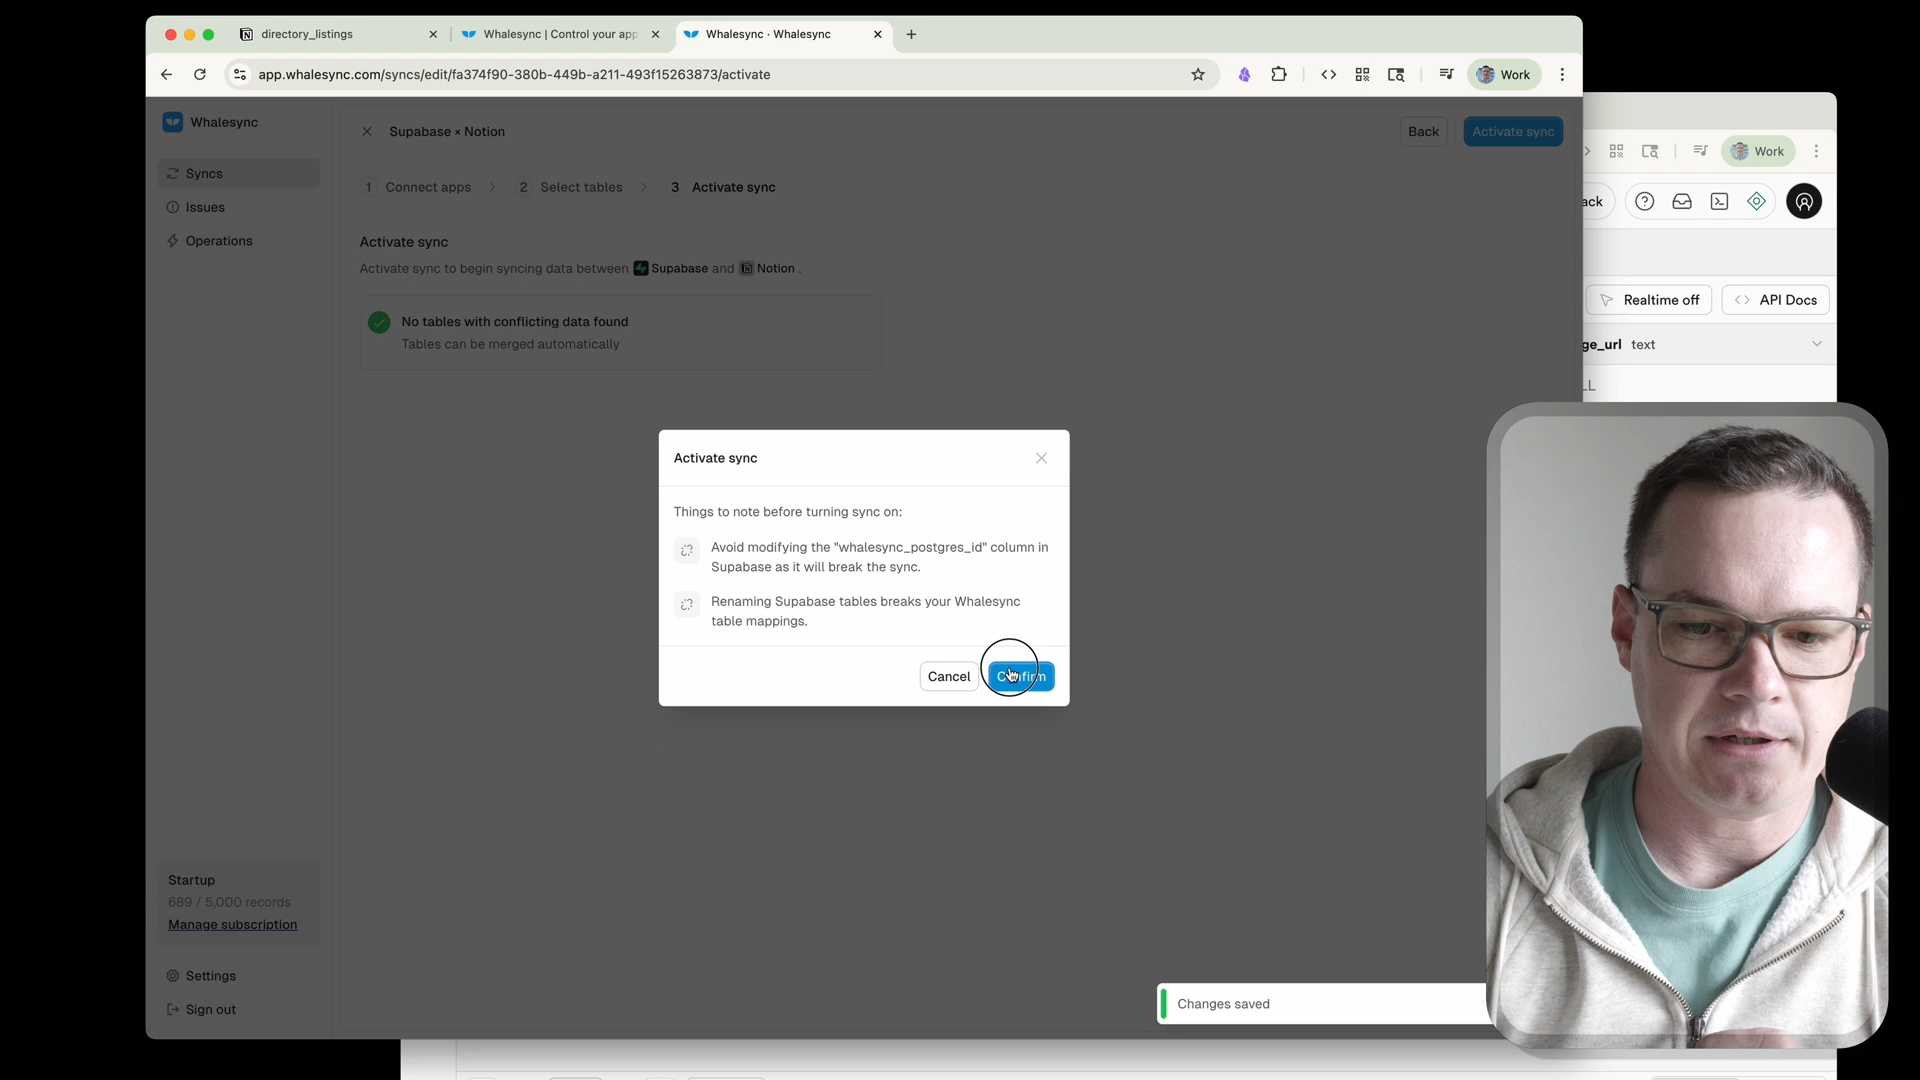 directory_listings
Whalesync | Control your app
Whalesync · Whalesync
app.whalesync.com/syncs/edit/fa374f90-380b-449b-a211-493f15263873/activate
Work
Whalesync
Supabase × Notion
Back
Activate sync
Work
Syncs
1 Connect apps
2 Select tables
3 Activate sync
Issues
ack
Operations
Activate sync
Activate sync to begin syncing data between Supabase and Notion .
Realtime off
API Docs
No tables with conflicting data found
Tables can be merged automatically
ge_url text
LL
Activate sync
Things to note before turning sync on:
Avoid modifying the "whalesync_postgres_id" column in
Supabase as it will break the sync.
Renaming Supabase tables breaks your Whalesync
table mappings.
Cancel
Confirm
Startup
689 / 5,000 records
Manage subscription
Settings
Sign out
Changes saved